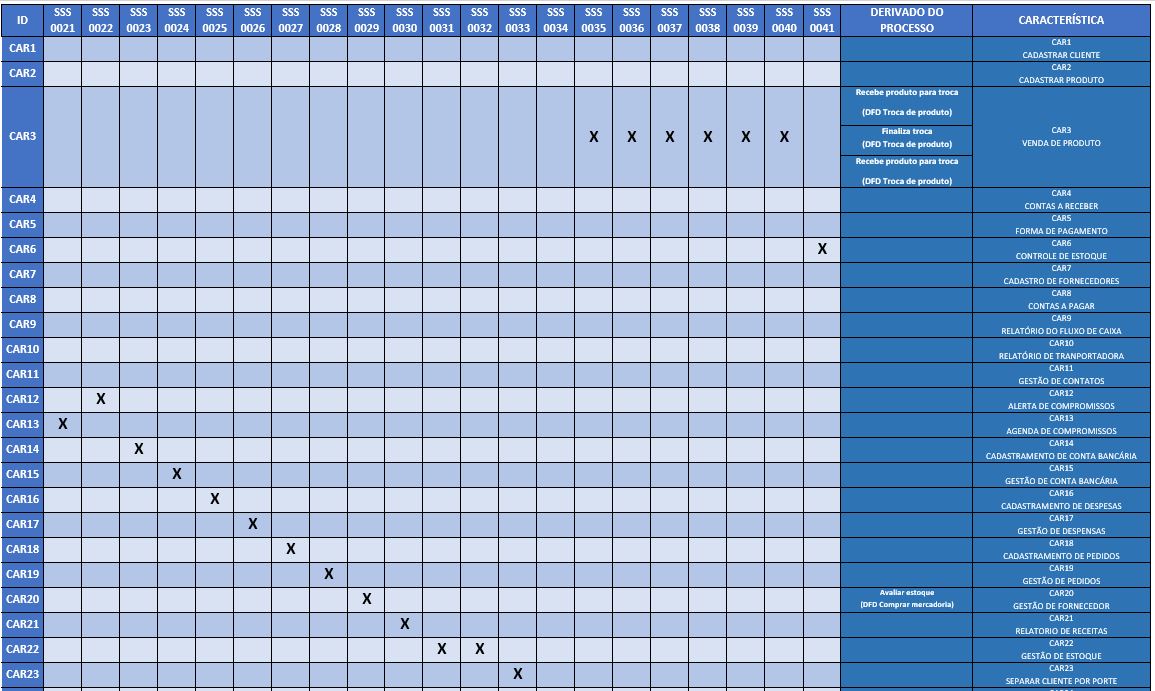 ID SSS 0021 SSS 0022 SSS 0023 SSS 0024 SSS 0025 SSS 0026 SSS 0027 SSS 0028 SSS 0029 SSS 0030 SSS 0031 SSS 0032 SSS 0033 SSS 0034 SSS 0035 SSS 0036 SSS 0037 SSS 0038 SSS 0039 SSS 0040 SSS 0041 DERIVADO DO PROCESSO CARACTERÍSTICA
CAR1 CAR1
CADASTRAR CLIENTE
CAR2 CAR2
CADASTRAR PRODUTO
CAR3 X X X X X X
Recebe produto para troca
(DFD Troca de produto)
Finaliza troca
(DFD Troca de produto)
Recebe produto para troca
(DFD Troca de produto)
CAR3
VENDA DE PRODUTO
CAR4 CAR4
CONTAS A RECEBER
CAR5 CAR5
FORMA DE PAGAMENTO
CAR6 X CAR6
CONTROLE DE ESTOQUE
CAR7 CAR7
CADASTRO DE FORNECEDORES
CAR8 CAR8
CONTAS A PAGAR
CAR9 CAR9
RELATÓRIO DO FLUXO DE CAIXA
CAR10 CAR10
RELATÓRIO DE TRANPORTADORA
CAR11 CAR11
GESTÃO DE CONTATOS
CAR12 X CAR12
ALERTA DE COMPROMISSOS
CAR13 X CAR13
AGENDA DE COMPROMISSOS
CAR14 X CAR14
CADASTRAMENTO DE CONTA BANCÁRIA
CAR15 X CAR15
GESTÃO DE CONTA BANCÁRIA
CAR16 X CAR16
CADASTRAMENTO DE DESPESAS
CAR17 X CAR17
GESTÃO DE DESPENSAS
CAR18 X CAR18
CADASTRAMENTO DE PEDIDOS
CAR19 X CAR19
GESTÃO DE PEDIDOS
CAR20 X Avaliar estoque
(DFD Comprar mercadoria)
CAR20
GESTÃO DE FORNECEDOR
CAR21 X CAR21
RELATORIO DE RECEITAS
CAR22 X X CAR22
GESTÃO DE ESTOQUE
CAR23 X CAR23
SEPARAR CLIENTE POR PORTE